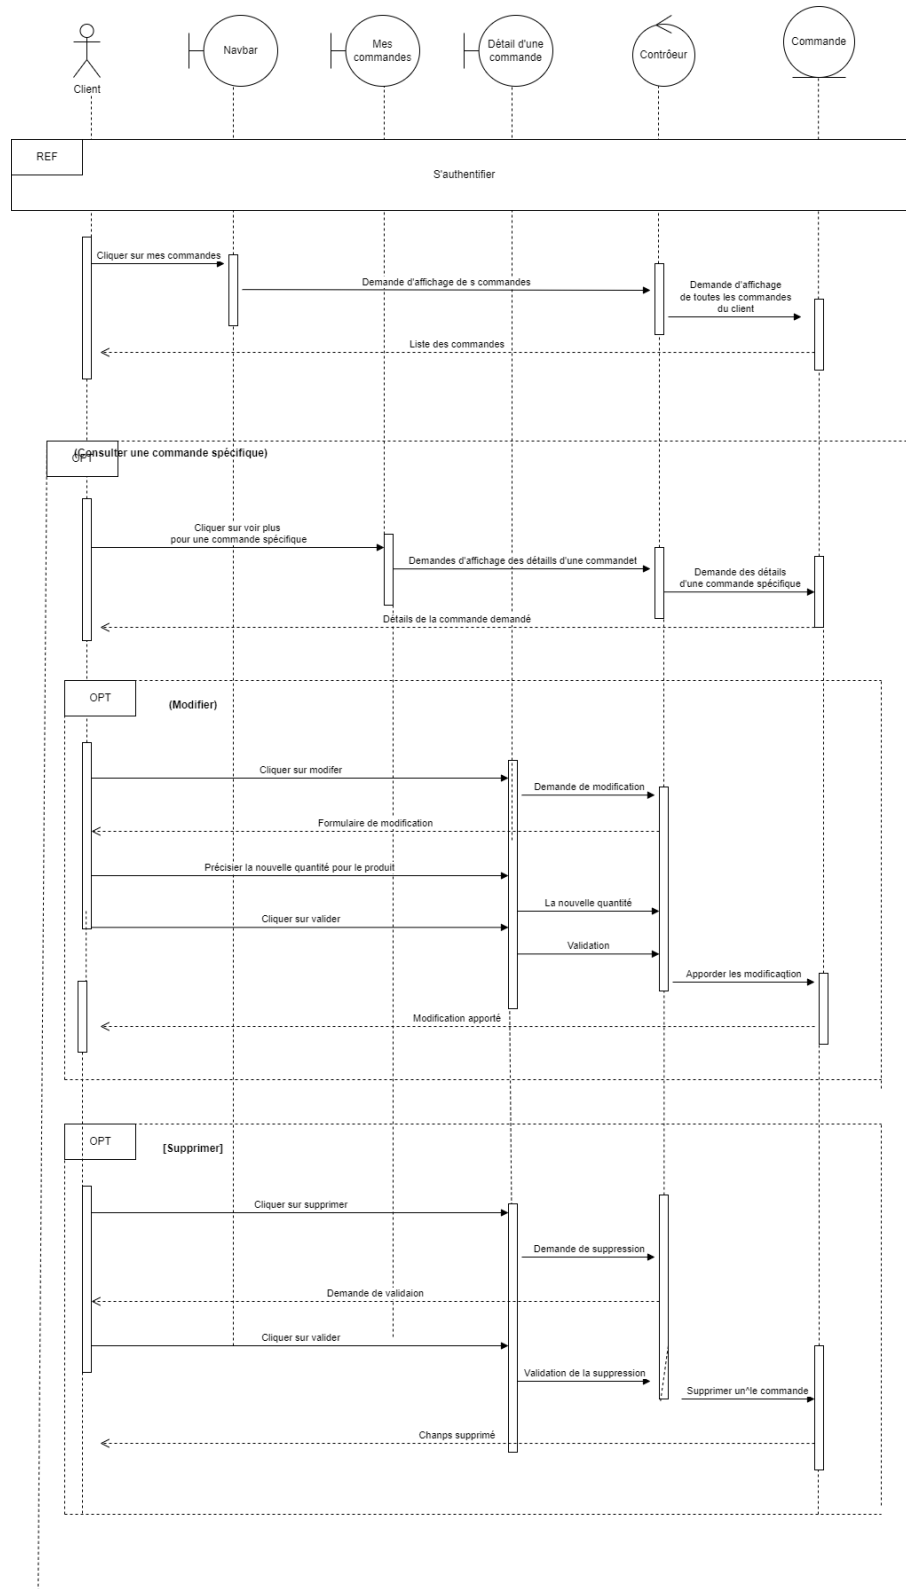 Client
Navbar
Mes
commandes
Détail d'une
commande
Contrôeur
Commande
REF
S'authentifier
Cliquer sur mes commandes
Demande d'affichage de s commandes
Demande d'affichage
de toutes les commandes
du client
Liste des commandes
OPT
(Consulter une commande spécifique)
Cliquer sur voir plus
pour une commande spécifique
Demandes d'affichage des détaills d'une commandet
Demande des détails
d'une commande spécifique
Détails de la commande demandé
OPT
(Modifier)
Cliquer sur modifer
Demande de modification
Formulaire de modification
Précisier la nouvelle quantité pour le produit
La nouvelle quantité
Cliquer sur valider
Validation
Apporder les modificaqtion
Modification apporté
OPT
[Supprimer]
Cliquer sur supprimer
Demande de suppression
Demande de validaion
Cliquer sur valider
Validation de la suppression
Supprimer un^le commande
Chanps supprimé